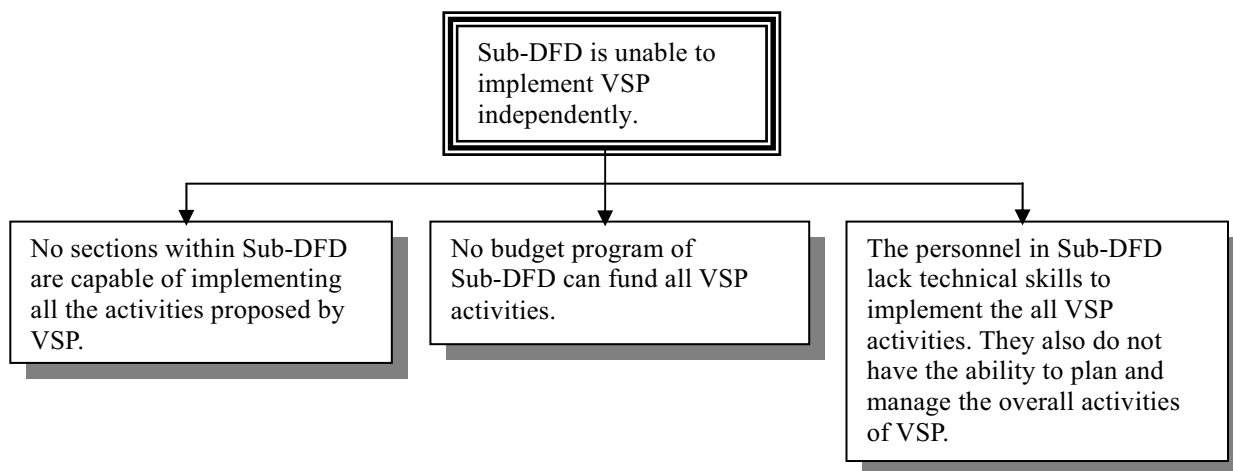 Sub-DFD is unable to
implement VSP
independently.
No sections within Sub-DFD
are capable of implementing
all the activities proposed by
VSP.
No budget program of
Sub-DFD can fund all VSP
activities.
The personnel in Sub-DFD
lack technical skills to
implement the all VSP
activities. They also do not
have the ability to plan and
manage the overall activities
of VSP.